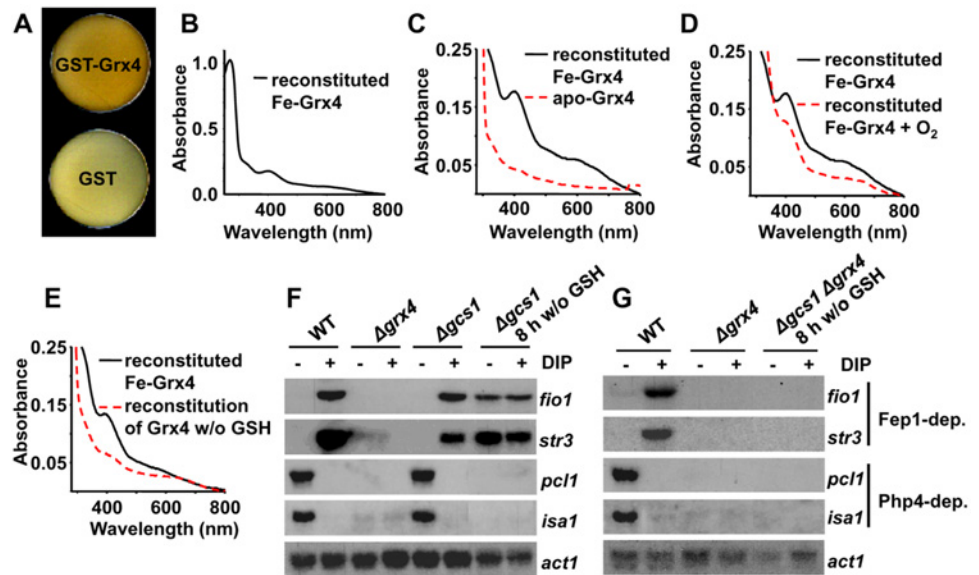 A
GST-Grx4
GST
B
Absorbance
1.0
0.5
0.0
400
600
800
Wavelength (nm)
reconstituted
Fe-Grx4
C
Absorbance
0.25
0.15
0.05
400
600
800
Wavelength (nm)
reconstituted
Fe-Grx4
apo-Grx4
D
Absorbance
0.25
0.15
0.05
400
600
800
Wavelength (nm)
reconstituted
Fe-Grx4
reconstituted
Fe-Grx4 + O₂
E
Absorbance
0.25
0.15
0.05
400
600
800
Wavelength (nm)
reconstituted
Fe-Grx4
reconstitution
of Grx4 w/o GSH
F
WT
Δgrx4
Δgcs1
Δgcs1
8 h w/o GSH
- + - + - + - + DIP
fio1
str3
pcl1
isa1
act1
G
WT
Δgrx4
Δgcs1 Δgrx4
8 h w/o GSH
DIP - + - + - +
fio1
str3
Fep1-dep.
pcl1
isa1
Php4-dep.
act1